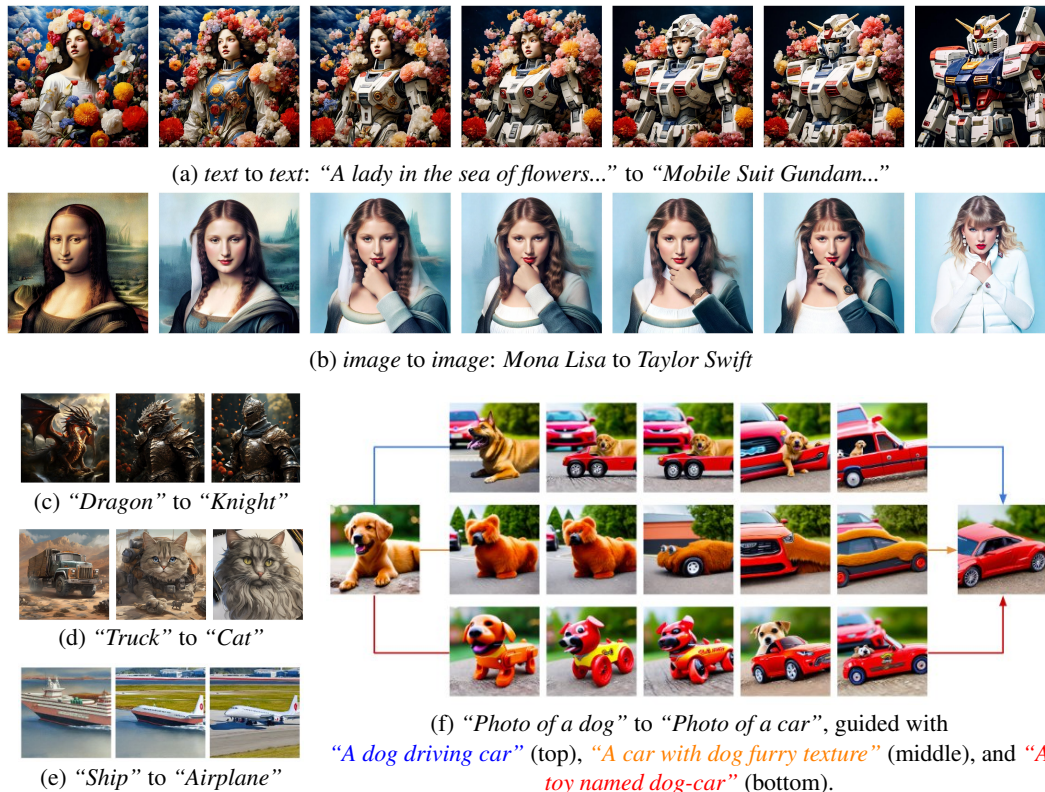 (a) text to text: “A lady in the sea of flowers...” to “Mobile Suit Gundam...”
(b) image to image: Mona Lisa to Taylor Swift
(c) “Dragon” to “Knight”
(d) “Truck” to “Cat”
(e) “Ship” to “Airplane”
(f) “Photo of a dog” to “Photo of a car”, guided with
“A dog driving car” (top), “A car with dog furry texture” (middle), and “A
toy named dog-car” (bottom).